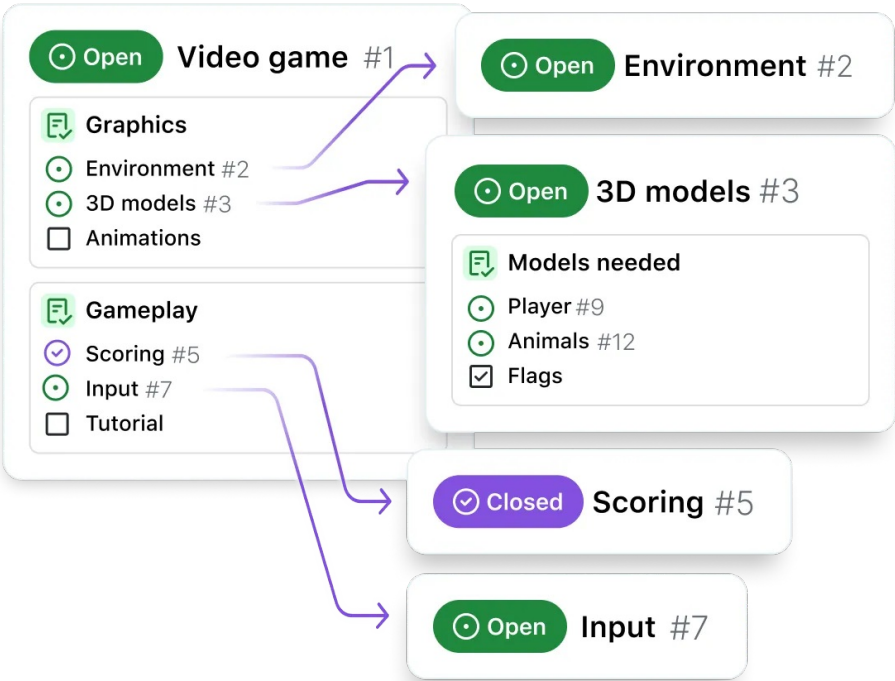 Open Video game #1
Graphics
Environment #2
3D models #3
Animations
Gameplay
Scoring #5
Input #7
Tutorial
Open Environment #2
Open 3D models #3
Models needed
Player #9
Animals #12
Flags
Closed Scoring #5
Open Input #7